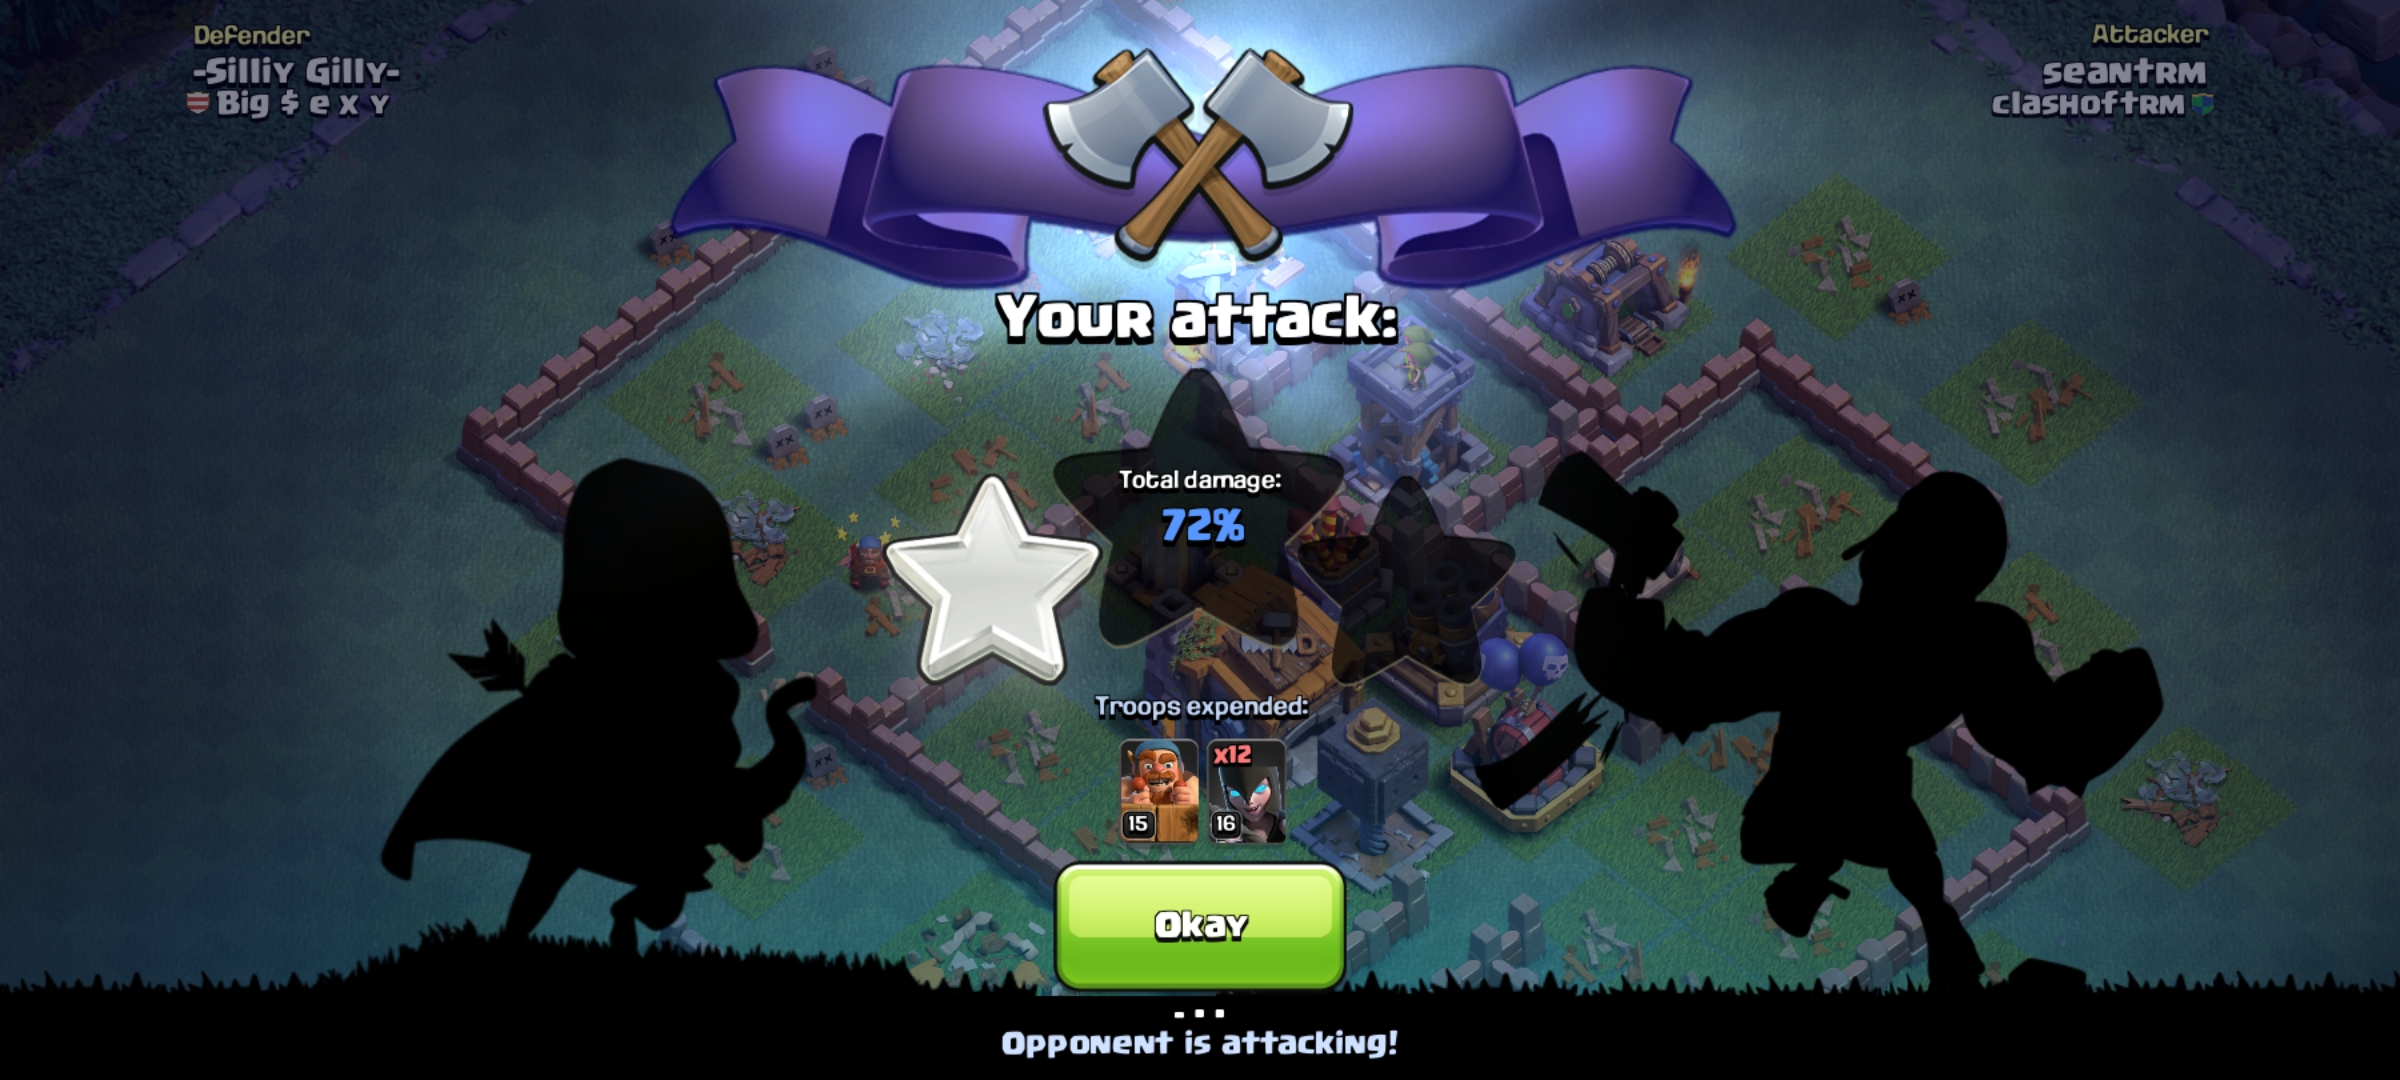 Defender
-Silliy Gilly-
Big $ e x y
Attacker
seantRM
clashoftRM
Your attack:
Total damage:
72%
Troops expended:
x12
15
16
Okay
Opponent is attacking!